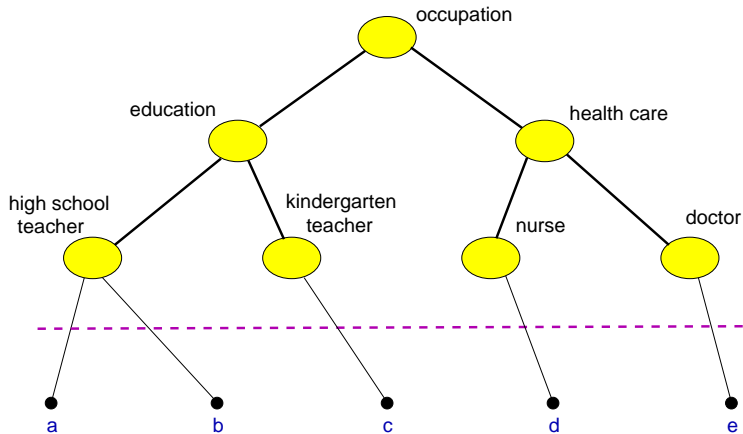 occupation
education
health care
high school
teacher
kindergarten
teacher
nurse
doctor
a
b
c
d
e